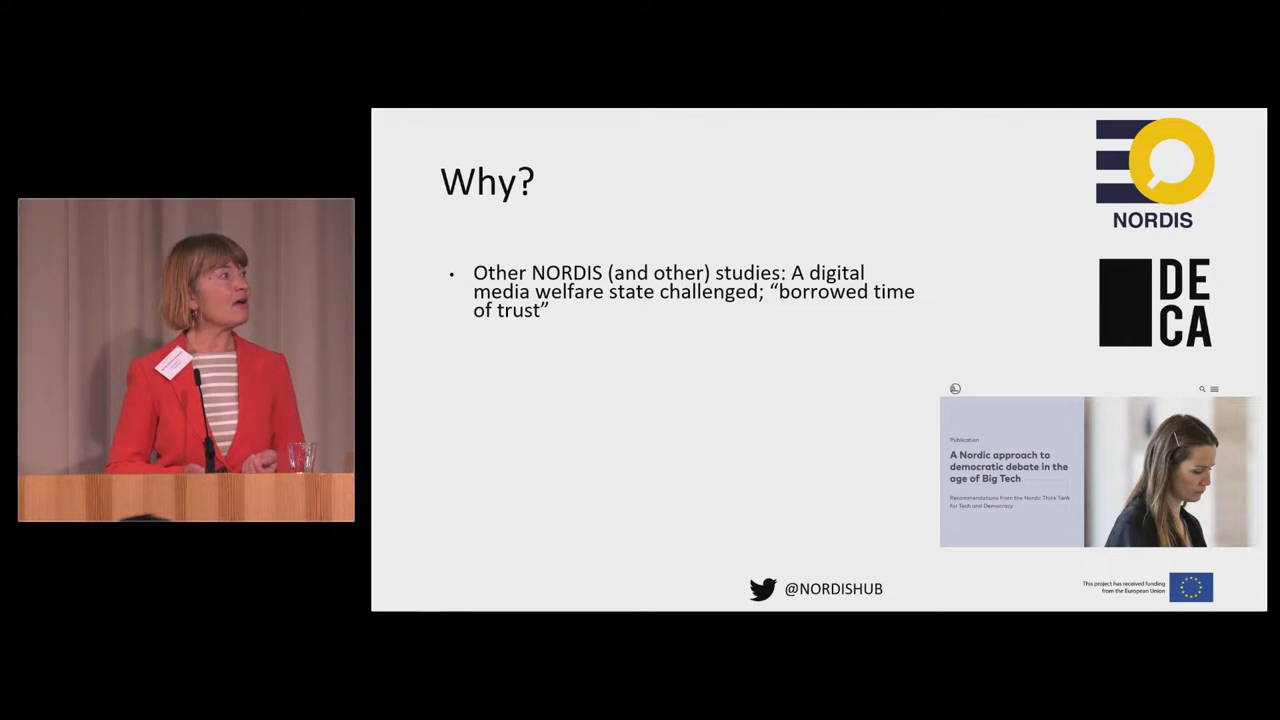 Why?
• Other NORDIS (and other) studies: A digital
media welfare state challenged; “borrowed time
of trust”
NORDIS
DE
CA
Publication
A Nordic approach to
democratic debate in the
age of Big Tech
Recommendations from the Nordic Think Tank
for Tech and Democracy
@NORDISHUB
This project has received funding
from the European Union